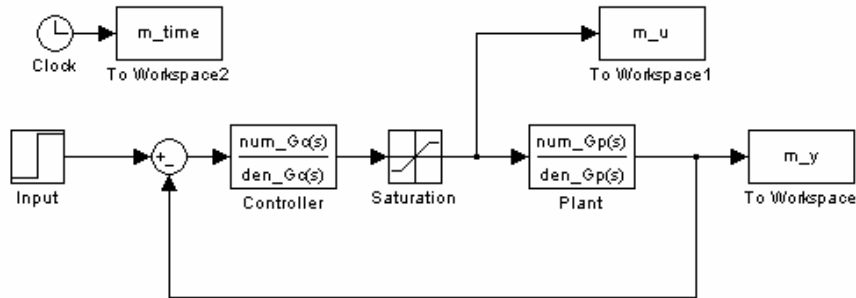 m_time
Clock
To Workspace2
m_u
To Workspace1
Input
+
_
num_Gc(s)
den_Gc(s)
Controller
Saturation
num_Gp(s)
den_Gp(s)
Plant
m_y
To Workspace